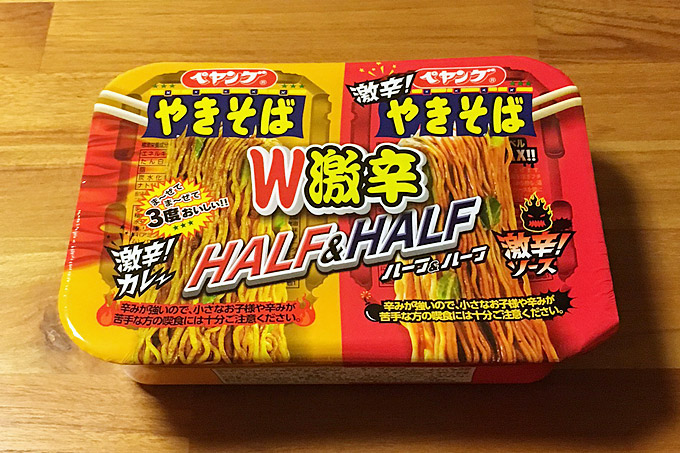 ペヤング®
やきそば
激辛!
ペヤング®
やきそば
W激辛
HALF&HALF
ハーフ&ハーフ
まーぜて
まーぜて
3度おいしい!!
激辛!
カレー
激辛!
ソース
辛みが強いので、小さなお子様や辛みが
苦手な方の喫食には十分ご注意ください。
辛みが強いので、小さなお子様や辛みが
苦手な方の喫食には十分ご注意ください。